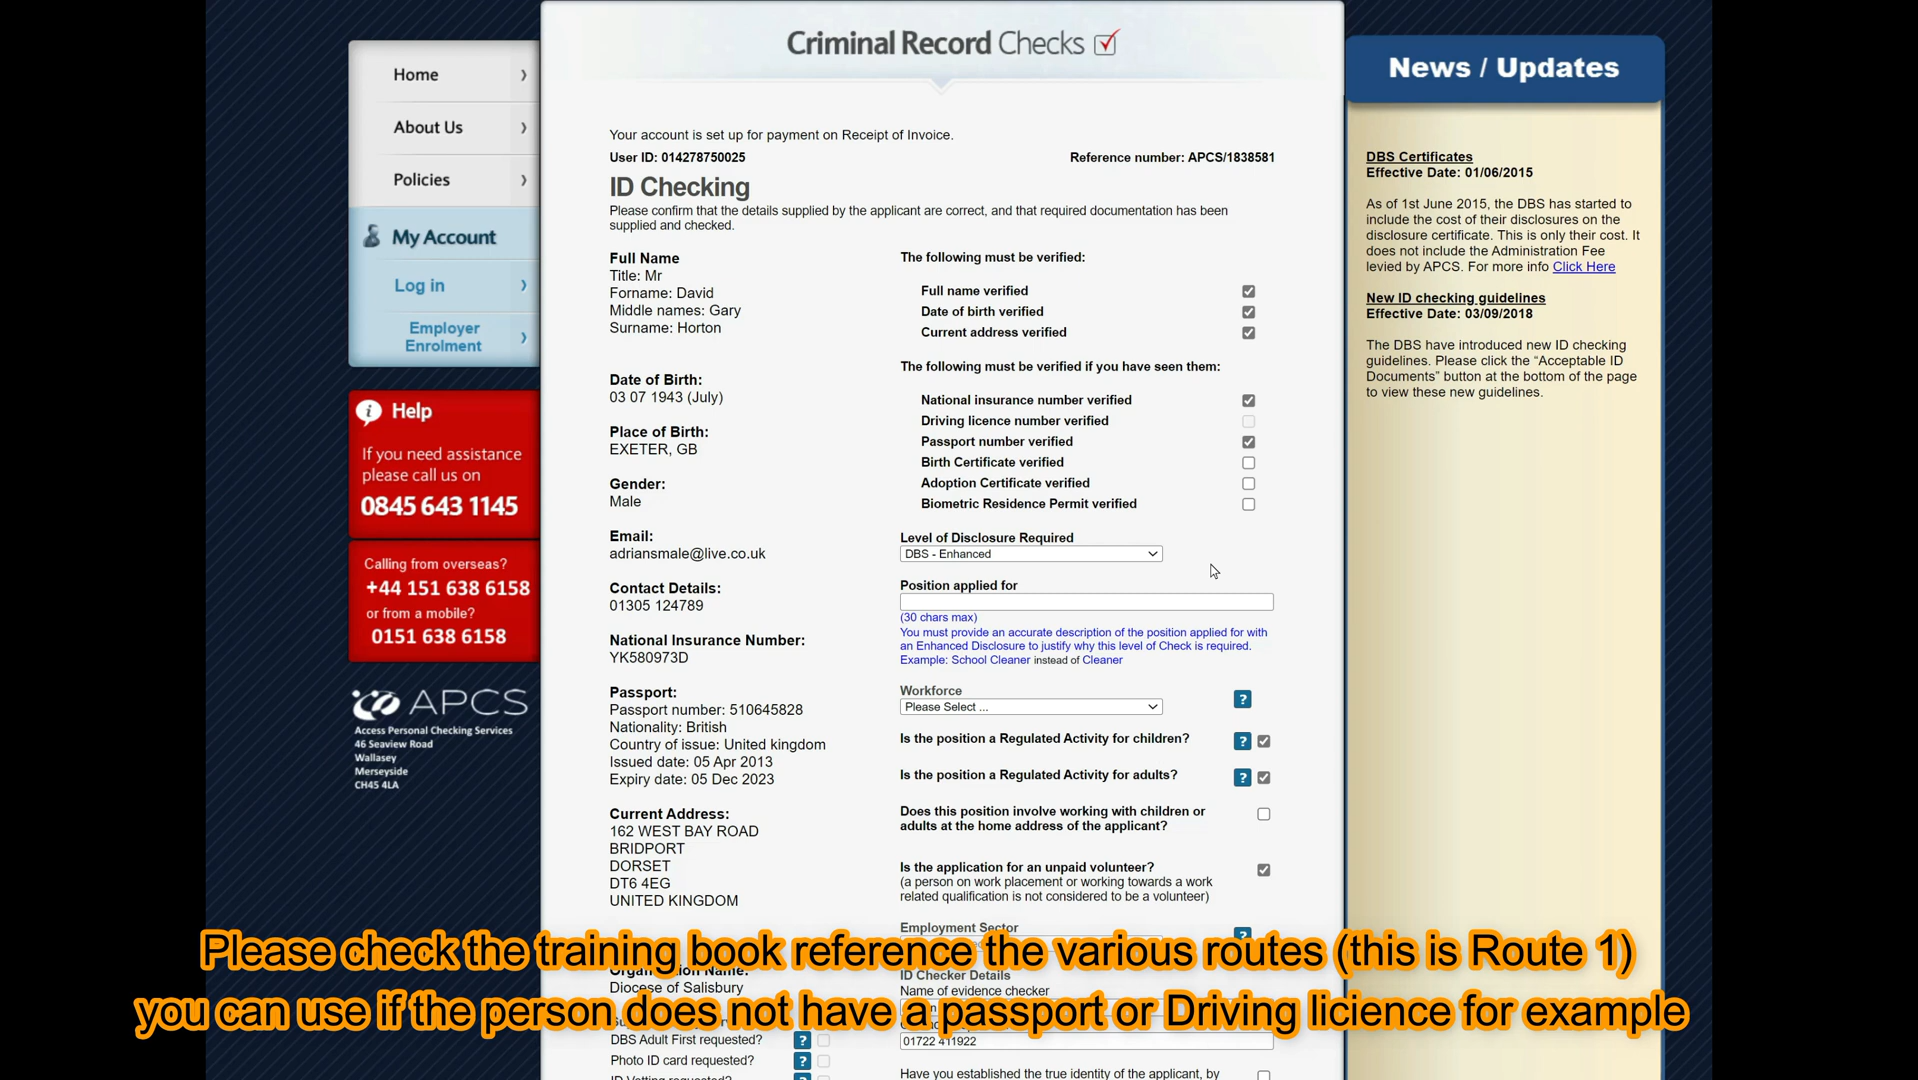 Criminal Record Checks
Home
About Us
Policies
My Account
Log in
Employer
Enrolment
Help
If you need assistance
please call us on
0845 643 1145
Calling from overseas?
+44 151 638 6158
or from a mobile?
0151 638 6158
APCS
Access Personal Checking Services
46 Seaview Road
Wallasey
Merseyside
CH45 4LA
Your account is set up for payment on Receipt of Invoice.
User ID: 014278750025
Reference number: APCS/1838581
ID Checking
Please confirm that the details supplied by the applicant are correct, and that required documentation has been
supplied and checked.
Full Name
Title: Mr
Forname: David
Middle names: Gary
Surname: Horton
Date of Birth:
03 07 1943 (July)
Place of Birth:
EXETER, GB
Gender:
Male
Email:
adriansmale@live.co.uk
Contact Details:
01305 124789
National Insurance Number:
YK580973D
Passport:
Passport number: 510645828
Nationality: British
Country of issue: United kingdom
Issued date: 05 Apr 2013
Expiry date: 05 Dec 2023
Current Address:
162 WEST BAY ROAD
BRIDPORT
DORSET
DT6 4EG
UNITED KINGDOM
Name:
Diocese of Salisbury
DBS Adult First requested?
?
Photo ID card requested?
?
The following must be verified:
Full name verified
Date of birth verified
Current address verified
The following must be verified if you have seen them:
National insurance number verified
Driving licence number verified
Passport number verified
Birth Certificate verified
Adoption Certificate verified
Biometric Residence Permit verified
Level of Disclosure Required
DBS - Enhanced
Position applied for
(30 chars max)
You must provide an accurate description of the position applied for with
an Enhanced Disclosure to justify why this level of Check is required.
Example: School Cleaner instead of Cleaner
Workforce
Please Select ...
?
Is the position a Regulated Activity for children?
?
Is the position a Regulated Activity for adults?
?
Does this position involve working with children or
adults at the home address of the applicant?
Is the application for an unpaid volunteer?
(a person on work placement or working towards a work
related qualification is not considered to be a volunteer)
Employment Sector
?
ID Checker Details
Name of evidence checker
01722 411922
Have you established the true identity of the applicant, by
News / Updates
DBS Certificates
Effective Date: 01/06/2015
As of 1st June 2015, the DBS has started to
include the cost of their disclosures on the
disclosure certificate. This is only their cost. It
does not include the Administration Fee
levied by APCS. For more info Click Here
New ID checking guidelines
Effective Date: 03/09/2018
The DBS have introduced new ID checking
guidelines. Please click the “Acceptable ID
Documents” button at the bottom of the page
to view these new guidelines.
Please check the training book reference the various routes (this is Route 1)
you can use if the person does not have a passport or Driving licience for example